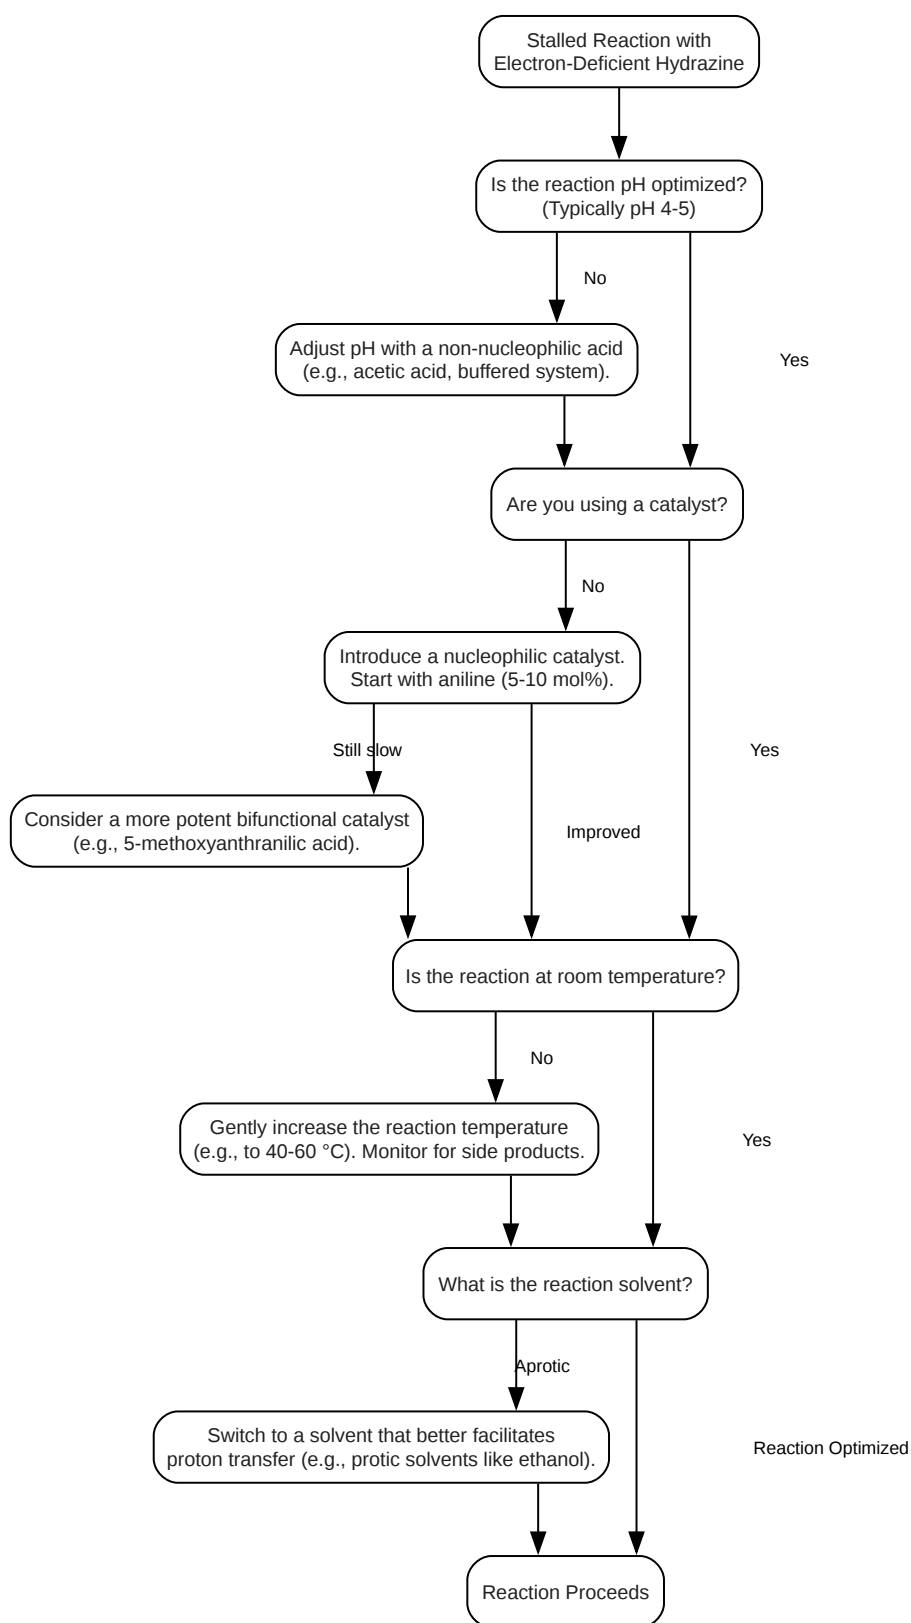 Stalled Reaction with
Electron-Deficient Hydrazine
Is the reaction pH optimized?
(Typically pH 4-5)
No
Adjust pH with a non-nucleophilic acid
(e.g., acetic acid, buffered system).
Yes
Are you using a catalyst?
No
Introduce a nucleophilic catalyst.
Start with aniline (5-10 mol%).
Still slow
Yes
Consider a more potent bifunctional catalyst
(e.g., 5-methoxyanthranilic acid).
Improved
Is the reaction at room temperature?
No
Gently increase the reaction temperature
(e.g., to 40-60 °C). Monitor for side products.
Yes
What is the reaction solvent?
Aprotic
Switch to a solvent that better facilitates
proton transfer (e.g., protic solvents like ethanol).
Reaction Optimized
Reaction Proceeds